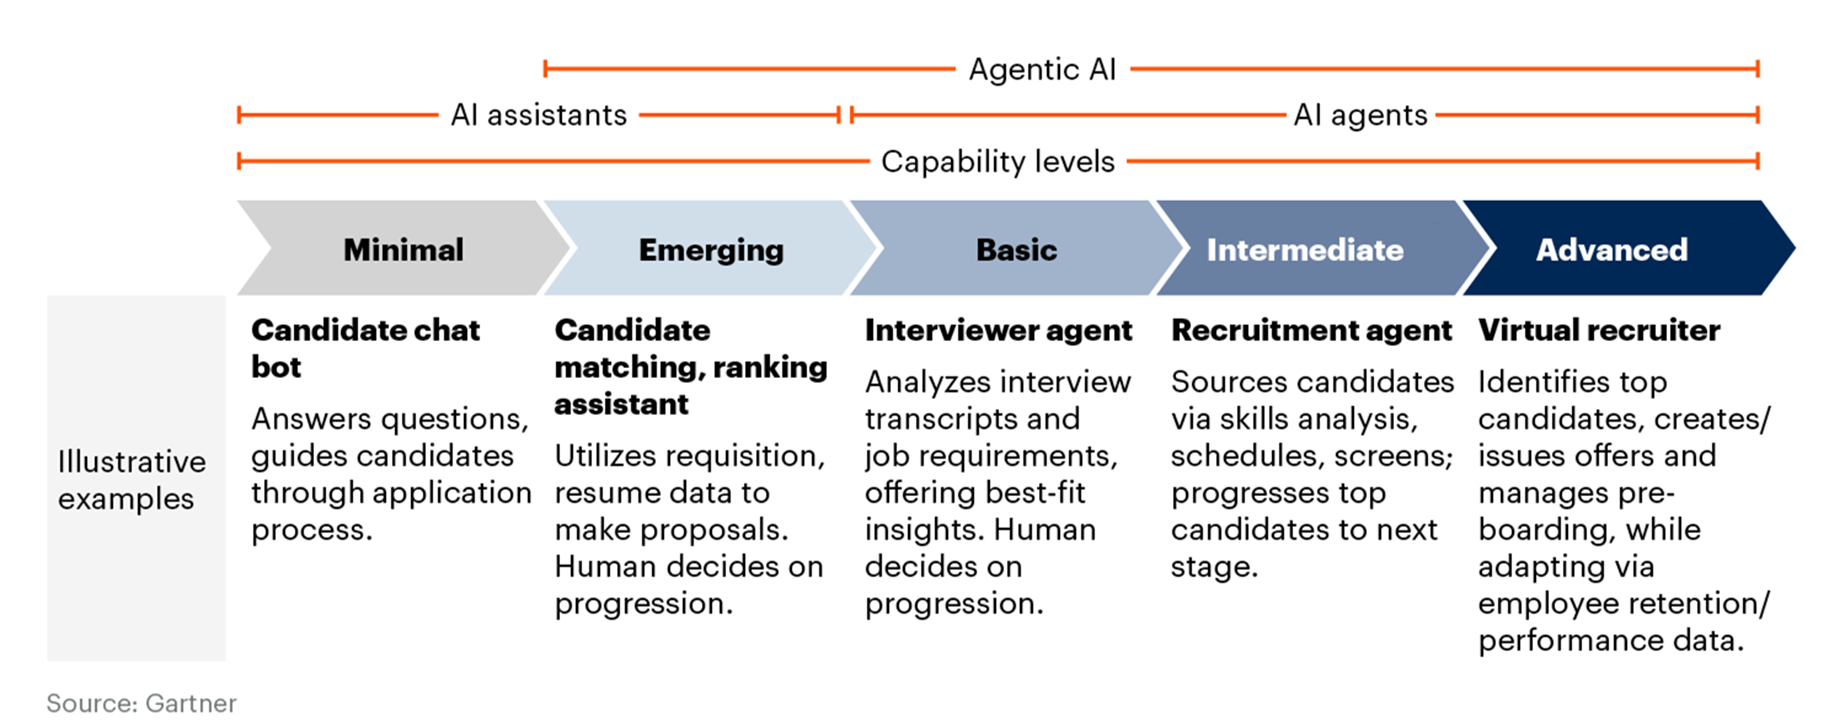 Agentic AI
AI assistants
AI agents
Capability levels
Minimal
Emerging
Basic
Intermediate
Advanced
Illustrative
examples
Candidate chat
bot
Answers questions,
guides candidates
through application
process.
Candidate
matching, ranking
assistant
Utilizes requisition,
resume data to
make proposals.
Human decides on
progression.
Interviewer agent
Analyzes interview
transcripts and
job requirements,
offering best-fit
insights. Human
decides on
progression.
Recruitment agent
Sources candidates
via skills analysis,
schedules, screens;
progresses top
candidates to next
stage.
Virtual recruiter
Identifies top
candidates, creates/
issues offers and
manages pre-
boarding, while
adapting via
employee retention/
performance data.
Source: Gartner